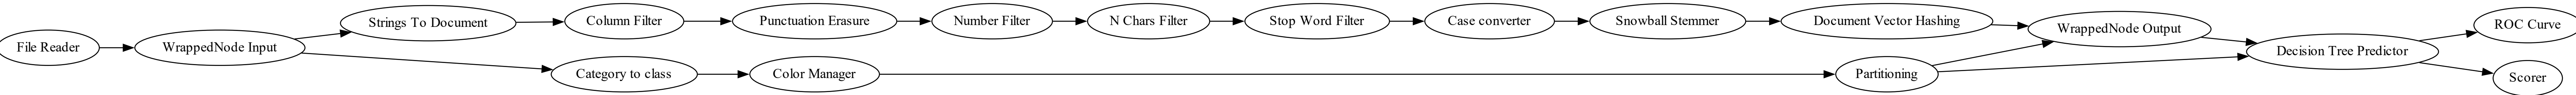 File Reader
WrappedNode Input
Strings To Document
Column Filter
Punctuation Erasure
Number Filter
N Chars Filter
Stop Word Filter
Case converter
Snowball Stemmer
Document Vector Hashing
WrappedNode Output
Category to class
Color Manager
Partitioning
Decision Tree Predictor
ROC Curve
Scorer